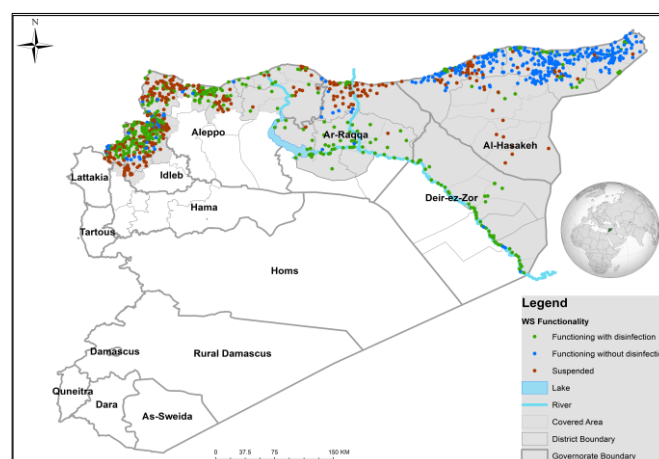 N
Aleppo
Ar-Raqqa
Al-Hasakeh
Lattakia
Idleb
Deir-ez-Zor
Hama
Tartous
Homs
Damascus
Rural Damascus
Quneitra
Dara
As-Sweida
0 37.5 75 150 KM
Legend
WS Functionality
Functioning with disinfection
Functioning without disinfection
Suspended
Lake
River
Covered Area
District Boundary
Governorate Boundary